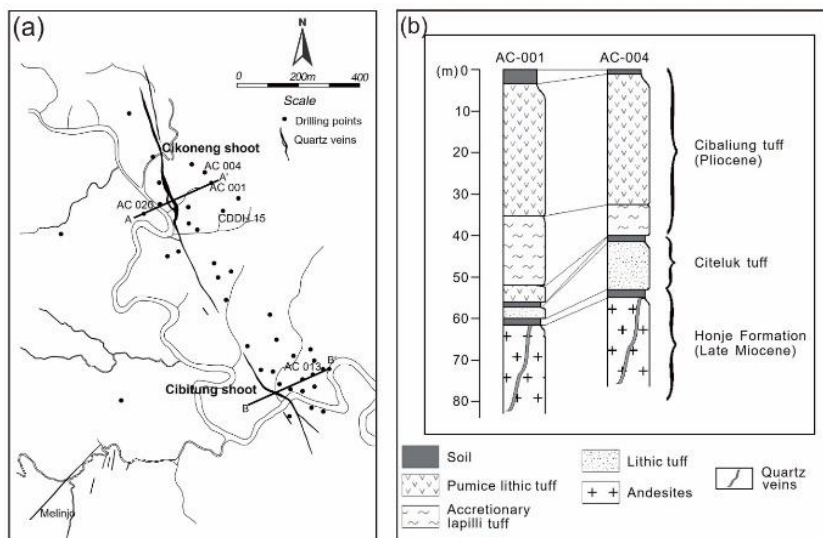 (a)
N
0 200m 400
Scale
Drilling points
Quartz veins
Cikoneng shoot
AC 004
A'
AC 001
AC 026
A
CDDH 15
AC 013
B'
Cibitung shoot
B
Melinjo
(b)
AC-001 AC-004
(m) 0
10
20
30
40
50
60
70
80
Cibaliung tuff
(Pliocene)
Citeluk tuff
Honje Formation
(Late Miocene)
Soil
Pumice lithic tuff
Accretionary
lapilli tuff
Lithic tuff
Andesites
Quartz
veins